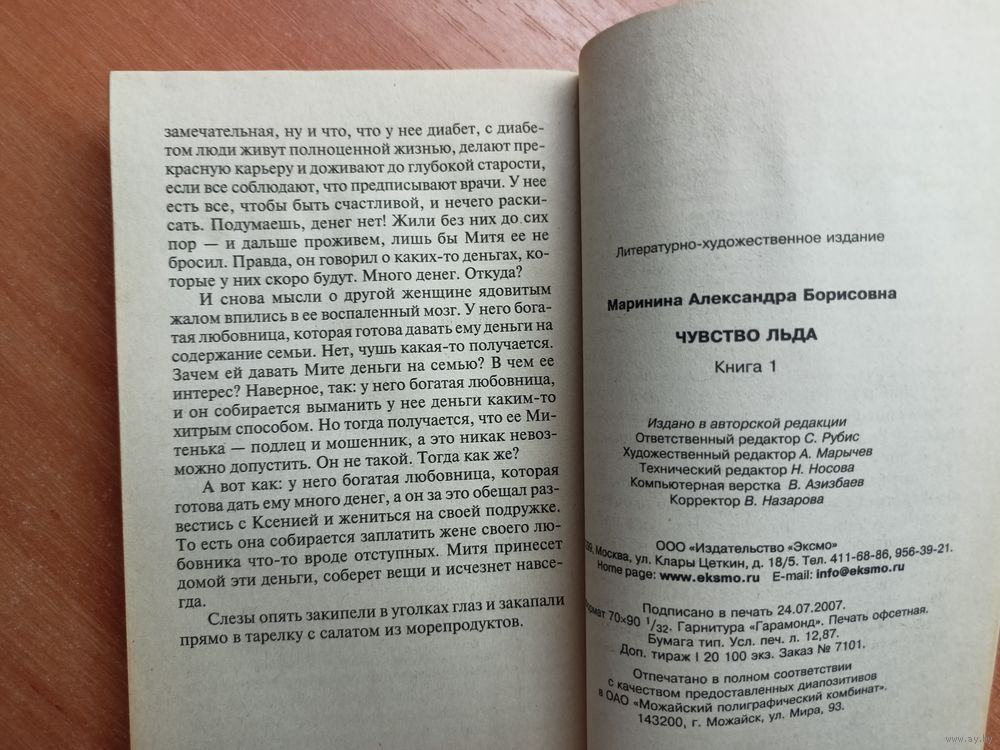 замечательная, ну и что, что у нее диабет, с диабе-
том люди живут полноценной жизнью, делают пре-
красную карьеру и доживают до глубокой старости,
если все соблюдают, что предписывают врачи. У нее
есть все, чтобы быть счастливой, и нечего раски-
сать. Подумаешь, денег нет! Жили без них до сих
пор — и дальше проживем, лишь бы Митя ее не
бросил. Правда, он говорил о каких-то деньгах, ко-
торые у них скоро будут. Много денег. Откуда?
И снова мысли о другой женщине ядовитым
жалом впились в ее воспаленный мозг. У него бога-
тая любовница, которая готова давать ему деньги на
содержание семьи. Нет, чушь какая-то получается.
Зачем ей давать Мите деньги на семью? В чем ее
интерес? Наверное, так: у него богатая любовница,
и он собирается выманить у нее деньги каким-то
хитрым способом. Но тогда получается, что ее Ми-
тенька — подлец и мошенник, а это никак невоз-
можно допустить. Он не такой. Тогда как же?
А вот как: у него богатая любовница, которая
готова дать ему много денег, а он за это обещал раз-
вестись с Ксенией и жениться на своей подружке.
То есть она собирается заплатить жене своего лю-
бовника что-то вроде отступных. Митя принесет
домой эти деньги, соберет вещи и исчезнет навсе-
гда.
Слезы опять закипели в уголках глаз и закапали
прямо в тарелку с салатом из морепродуктов.
Литературно-художественное издание
Маринина Александра Борисовна
ЧУВСТВО ЛЬДА
Книга 1
Издано в авторской редакции
Ответственный редактор С. Рубис
Художественный редактор А. Марычев
Технический редактор Н. Носова
Компьютерная верстка В. Азизбаев
Корректор В. Назарова
ООО «Издательство «Эксмо»
Москва, ул. Клары Цеткин, д. 18/5. Тел. 411-68-86, 956-39-21.
Home page: www.eksmo.ru E-mail: info@eksmo.ru
Подписано в печать 24.07.2007.
Формат 70×90 1/32. Гарнитура «Гарамонд». Печать офсетная.
Бумага тип. Усл. печ. л. 12,87.
Доп. тираж I 20 100 экз. Заказ № 7101.
Отпечатано в полном соответствии
с качеством предоставленных диапозитивов
в ОАО «Можайский полиграфический комбинат».
143200, г. Можайск, ул. Мира, 93.
www.ay.by